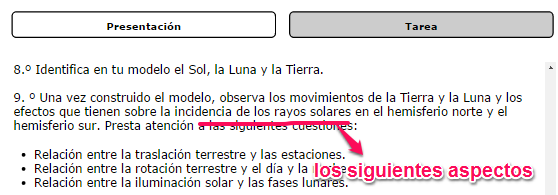 Presentación
Tarea
8.º Identifica en tu modelo el Sol, la Luna y la Tierra.
9. º Una vez construido el modelo, observa los movimientos de la Tierra y la Luna y los
efectos que tienen sobre la incidencia de los rayos solares en el hemisferio norte y el
hemisferio sur. Presta atención a las siguientes cuestiones:
• Relación entre la traslación terrestre y las estaciones.
• Relación entre la rotación terrestre y el día y la
los siguientes aspectos
• Relación entre la iluminación solar y las fases lunares.